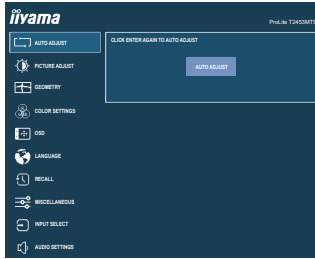 iiyama
ProLite T2453MTS
AUTO ADJUST
CLICK ENTER AGAIN TO AUTO ADJUST
AUTO ADJUST
PICTURE ADJUST
GEOMETRY
COLOR SETTINGS
OSD
LANGUAGE
RECALL
MISCELLANEOUS
INPUT SELECT
AUDIO SETTINGS